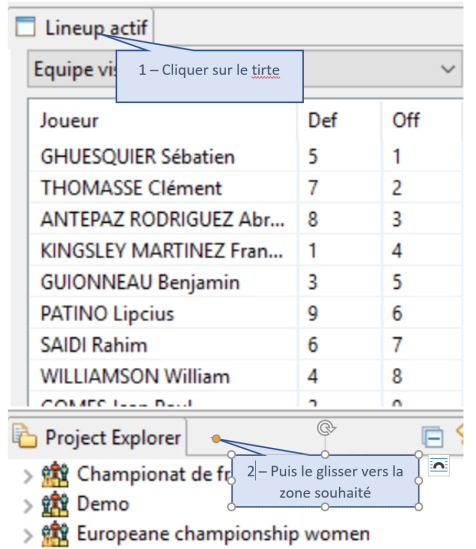 Lineup actif
Equipe vis
1 – Cliquer sur le tirte
Joueur Def Off
GHUESQUIER Sébatien 5 1
THOMASSE Clément 7 2
ANTEPAZ RODRIGUEZ Abr... 8 3
KINGSLEY MARTINEZ Fran... 1 4
GUIONNEAU Benjamin 3 5
PATINO Lipcius 9 6
SAIDI Rahim 6 7
WILLIAMSON William 4 8
Project Explorer
Championat de fr
2 – Puis le glisser vers la
zone souhaité
Demo
Europeane championship women